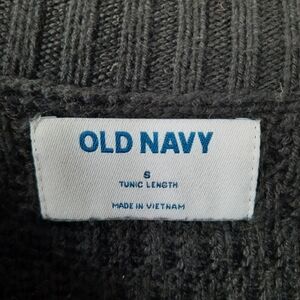 OLD NAVY
S
TUNIC LENGTH
MADE IN VIETNAM